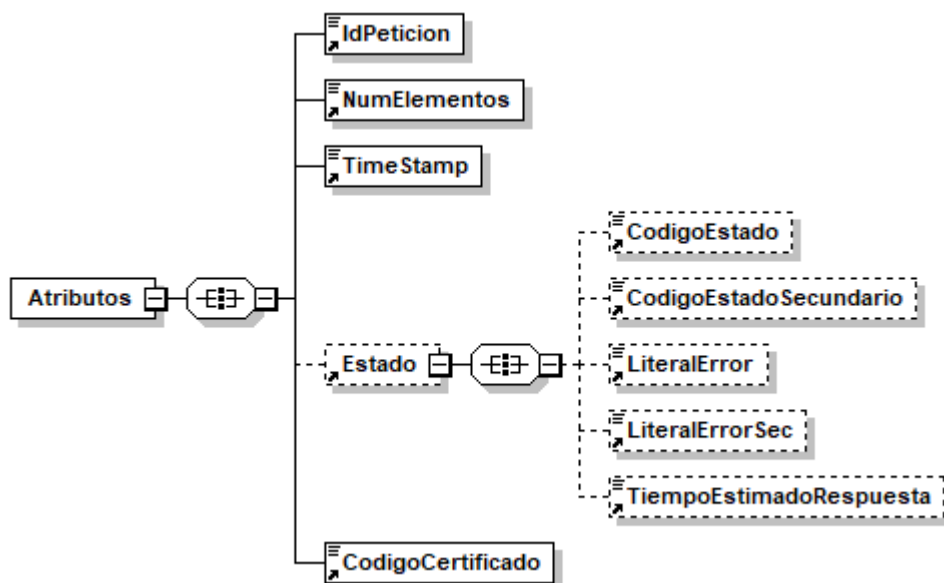 IdPeticion
NumElementos
TimeStamp
CodigoEstado
CodigoEstadoSecundario
Atributos
LiteralError
Estado
LiteralErrorSec
TiempoEstimadoRespuesta
CodigoCertificado